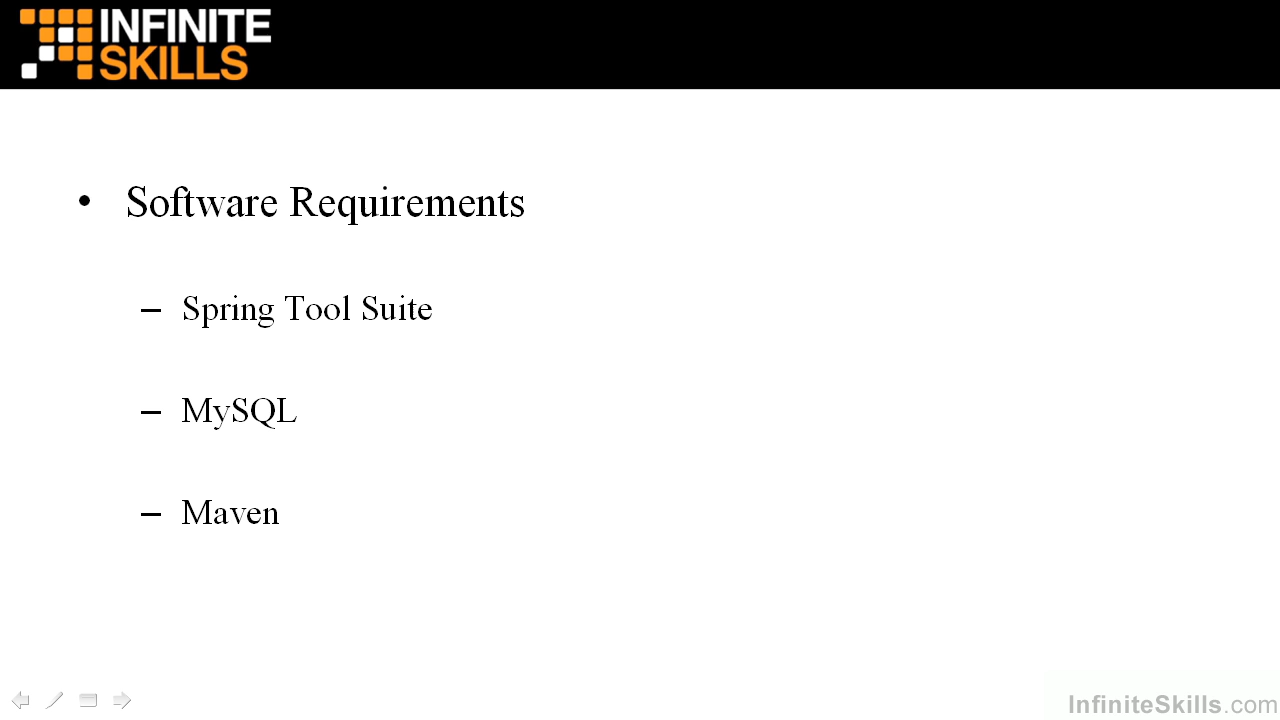 INFINITE
SKILLS
• Software Requirements
– Spring Tool Suite
– MySQL
– Maven
InfiniteSkills.com